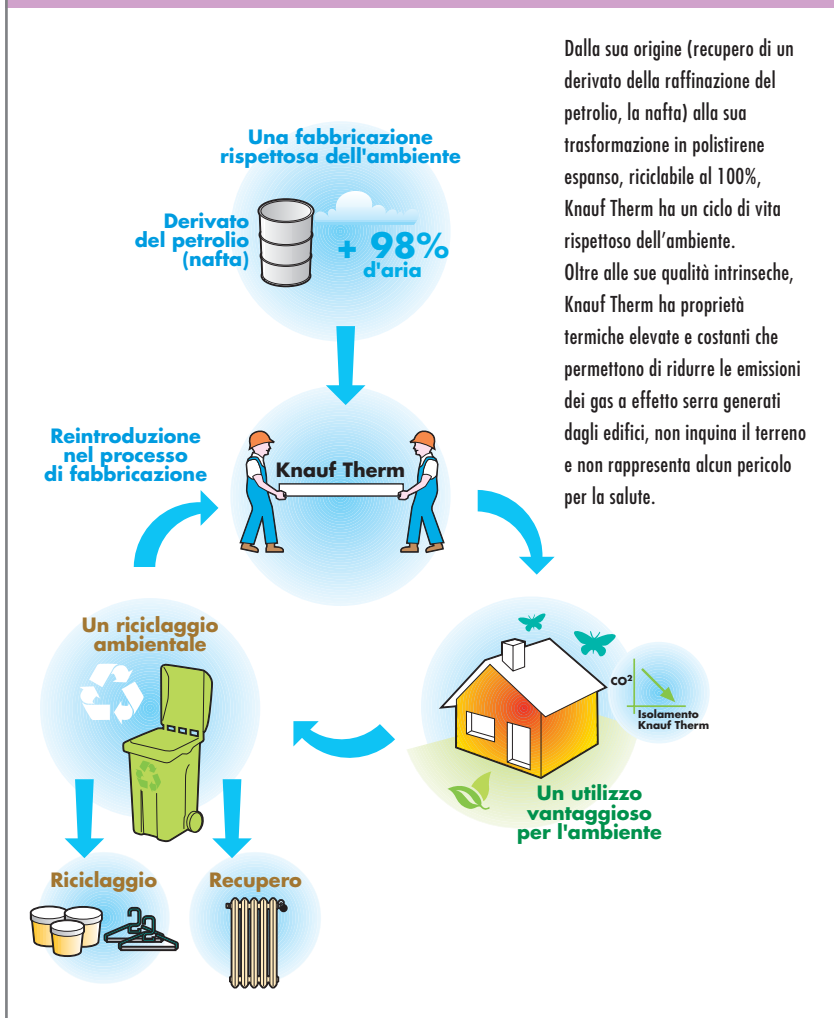 Dalla sua origine (recupero di un
derivato della raffinazione del
petrolio, la nafta) alla sua
trasformazione in polistirene
espanso, riciclabile al 100%,
Knauf Therm ha un ciclo di vita
rispettoso dell'ambiente.
Oltre alle sue qualità intrinseche,
Knauf Therm ha proprietà
termiche elevate e costanti che
permettono di ridurre le emissioni
dei gas a effetto serra generati
dagli edifici, non inquina il terreno
e non rappresenta alcun pericolo
per la salute.
Una fabbricazione
rispettosa dell'ambiente
Derivato
del petrolio
(nafta)
+ 98%
d'aria
Reintroduzione
nel processo
di fabbricazione
Knauf Therm
Un riciclaggio
ambientale
CO²
Isolamento
Knauf Therm
Un utilizzo
vantaggioso
per l'ambiente
Riciclaggio
Recupero